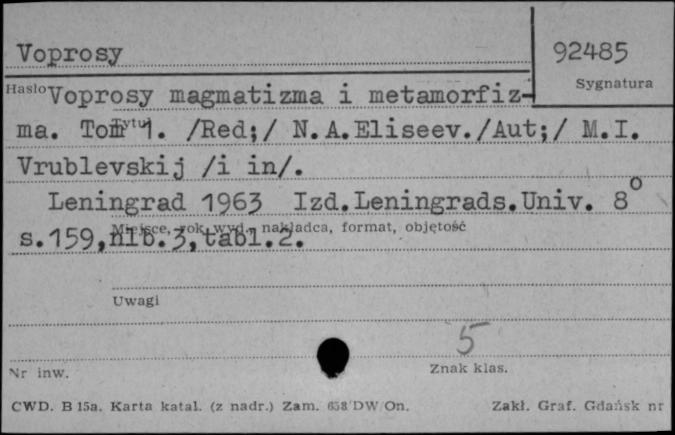 Voprosy
92485
Hasło
Sygnatura
Voprosy magmatizma i metamorfiz-
Tytuł
ma. Tom 1. /Red;/ N.A.Eliseev./Aut;/ M.I.
Vrublevskij /i in/.
Leningrad 1963 Izd.Leningrads.Univ. 8°
Miejsce, rok wyd., nakładca, format, objętość
s.159,nlb.3,tabl.2.
Uwagi
5
Nr inw.
Znak klas.
CWD. B 15a. Karta katal. (z nadr.) Zam. 658 DW/On.
Zakł. Graf. Gdańsk nr